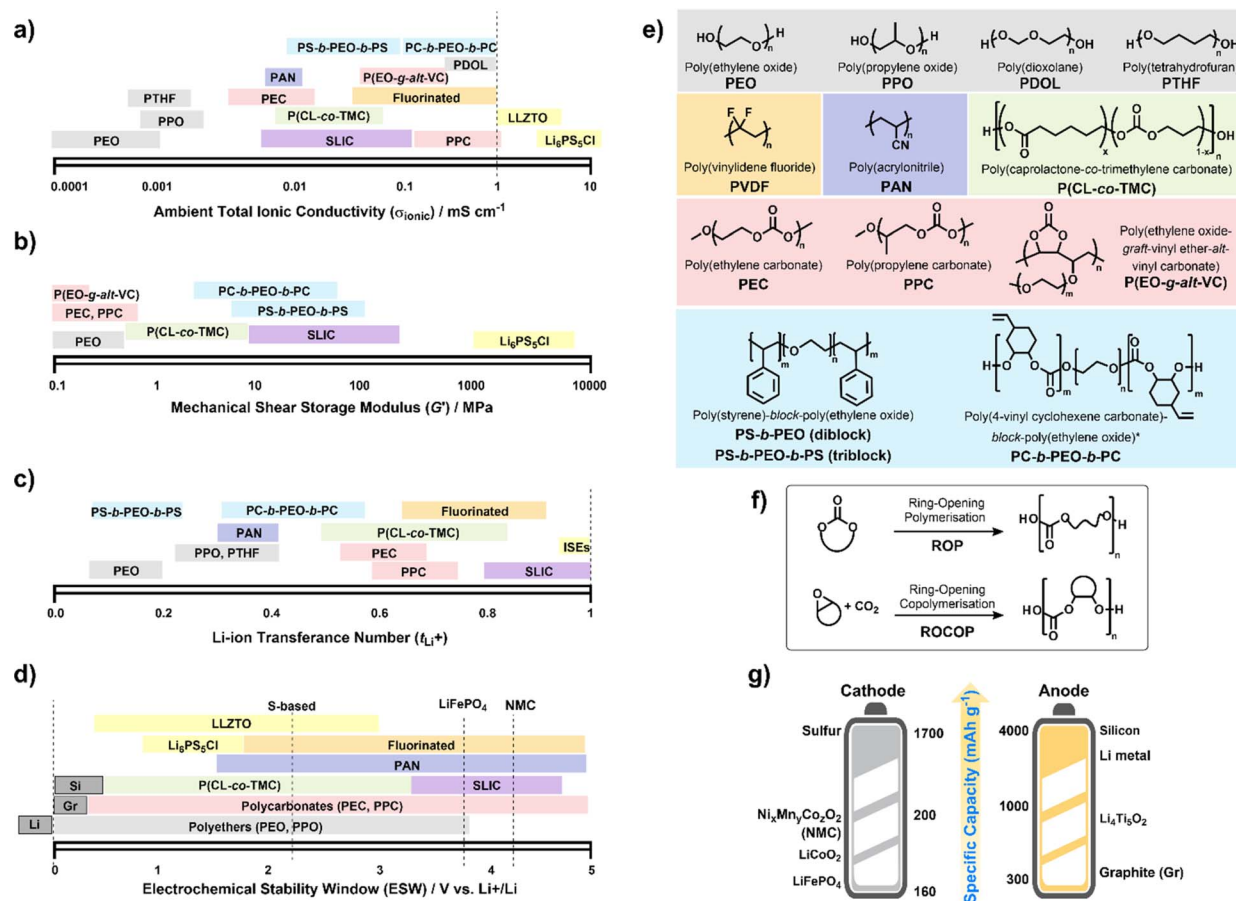 a)
PS-b-PEO-b-PS
PC-b-PEO-b-PC
PDOL
PAN
P(EO-g-alt-VC)
PTHF
PEC
Fluorinated
PPO
P(CL-co-TMC)
LLZTO
PEO
SLIC
PPC
Li6PS5Cl
0.0001
0.001
0.01
0.1
1
10
Ambient Total Ionic Conductivity (σionic) / mS cm-1
b)
P(EO-g-alt-VC)
PC-b-PEO-b-PC
PEC, PPC
PS-b-PEO-b-PS
P(CL-co-TMC)
PEO
SLIC
Li6PS5Cl
0.1
1
10
100
1000
10000
Mechanical Shear Storage Modulus (G') / MPa
c)
PS-b-PEO-b-PS
PC-b-PEO-b-PC
Fluorinated
PAN
P(CL-co-TMC)
PPO, PTHF
PEC
ISEs
PEO
PPC
SLIC
0.0
0.2
0.4
0.6
0.8
1
Li-ion Transferance Number (tLi+)
d)
S-based
LiFePO4
NMC
LLZTO
Li6PS5Cl
Fluorinated
PAN
Si
P(CL-co-TMC)
SLIC
Gr
Polycarbonates (PEC, PPC)
Li
Polyethers (PEO, PPO)
0
1
2
3
4
5
Electrochemical Stability Window (ESW) / V vs. Li+/Li
e)
HO O n H
Poly(ethylene oxide)
PEO
HO O n H
Poly(propylene oxide)
PPO
H O O n OH
Poly(dioxolane)
PDOL
H O n OH
Poly(tetrahydrofuran
PTHF
F F n
Poly(vinylidene fluoride)
PVDF
n CN
Poly(acrylonitrile)
PAN
H O O x O O O 1-x n OH
Poly(caprolactone-co-trimethylene carbonate)
P(CL-co-TMC)
O O O O n
Poly(ethylene carbonate)
PEC
O O O O n
Poly(propylene carbonate)
PPC
O O O n O O m
Poly(ethylene oxide-
graft-vinyl ether-alt-
vinyl carbonate)
P(EO-g-alt-VC)
m O n m
Poly(styrene)-block-poly(ethylene oxide)
PS-b-PEO (diblock)
PS-b-PEO-b-PS (triblock)
H O O O O m O n O O O O H m
Poly(4-vinyl cyclohexene carbonate)-
block-poly(ethylene oxide)*
PC-b-PEO-b-PC
f)
O O O
Ring-Opening
Polymerisation
ROP
HO O O O H n
O + CO2
Ring-Opening
Copolymerisation
ROCOP
HO O O O H n
g)
Cathode
Sulfur
1700
NixMnyCozO2
(NMC)
200
LiCoO2
LiFePO4
160
Specific Capacity (mAh g-1)
Anode
4000
Silicon
Li metal
1000
Li4Ti5O2
300
Graphite (Gr)